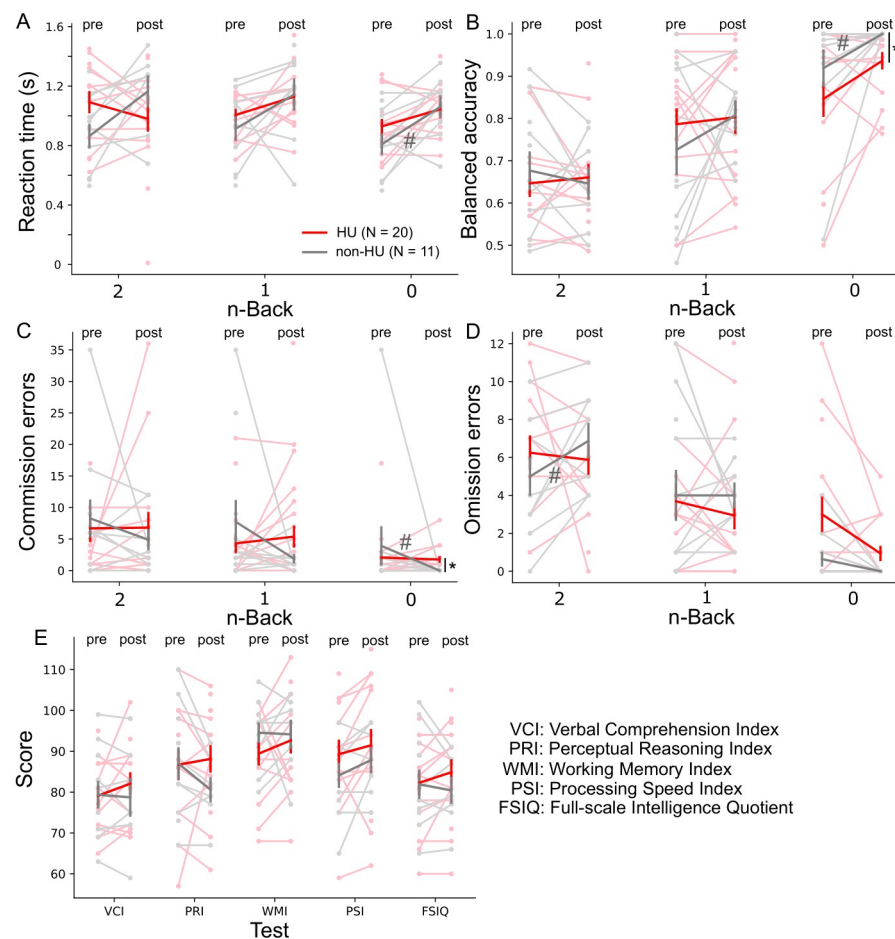 A
pre post pre post pre post
1.6
1.2
1.0
0.8
0.4
0
Reaction time (s)
#
HU (N = 20)
non-HU (N = 11)
2 1 0
n-Back
B
pre post pre post pre post
1.0
0.9
0.8
0.7
0.6
0.5
Balanced accuracy
#
2 1 0
n-Back
C
pre post pre post pre post
35
30
25
20
15
10
5
0
Commission errors
#
*
2 1 0
n-Back
D
pre post pre post pre post
12
10
8
6
4
2
0
Omission errors
#
2 1 0
n-Back
E
pre post pre post pre post pre post pre post
110
100
90
80
70
60
Score
VCI PRI WMI PSI FSIQ
Test
VCI: Verbal Comprehension Index
PRI: Perceptual Reasoning Index
WMI: Working Memory Index
PSI: Processing Speed Index
FSIQ: Full-scale Intelligence Quotient